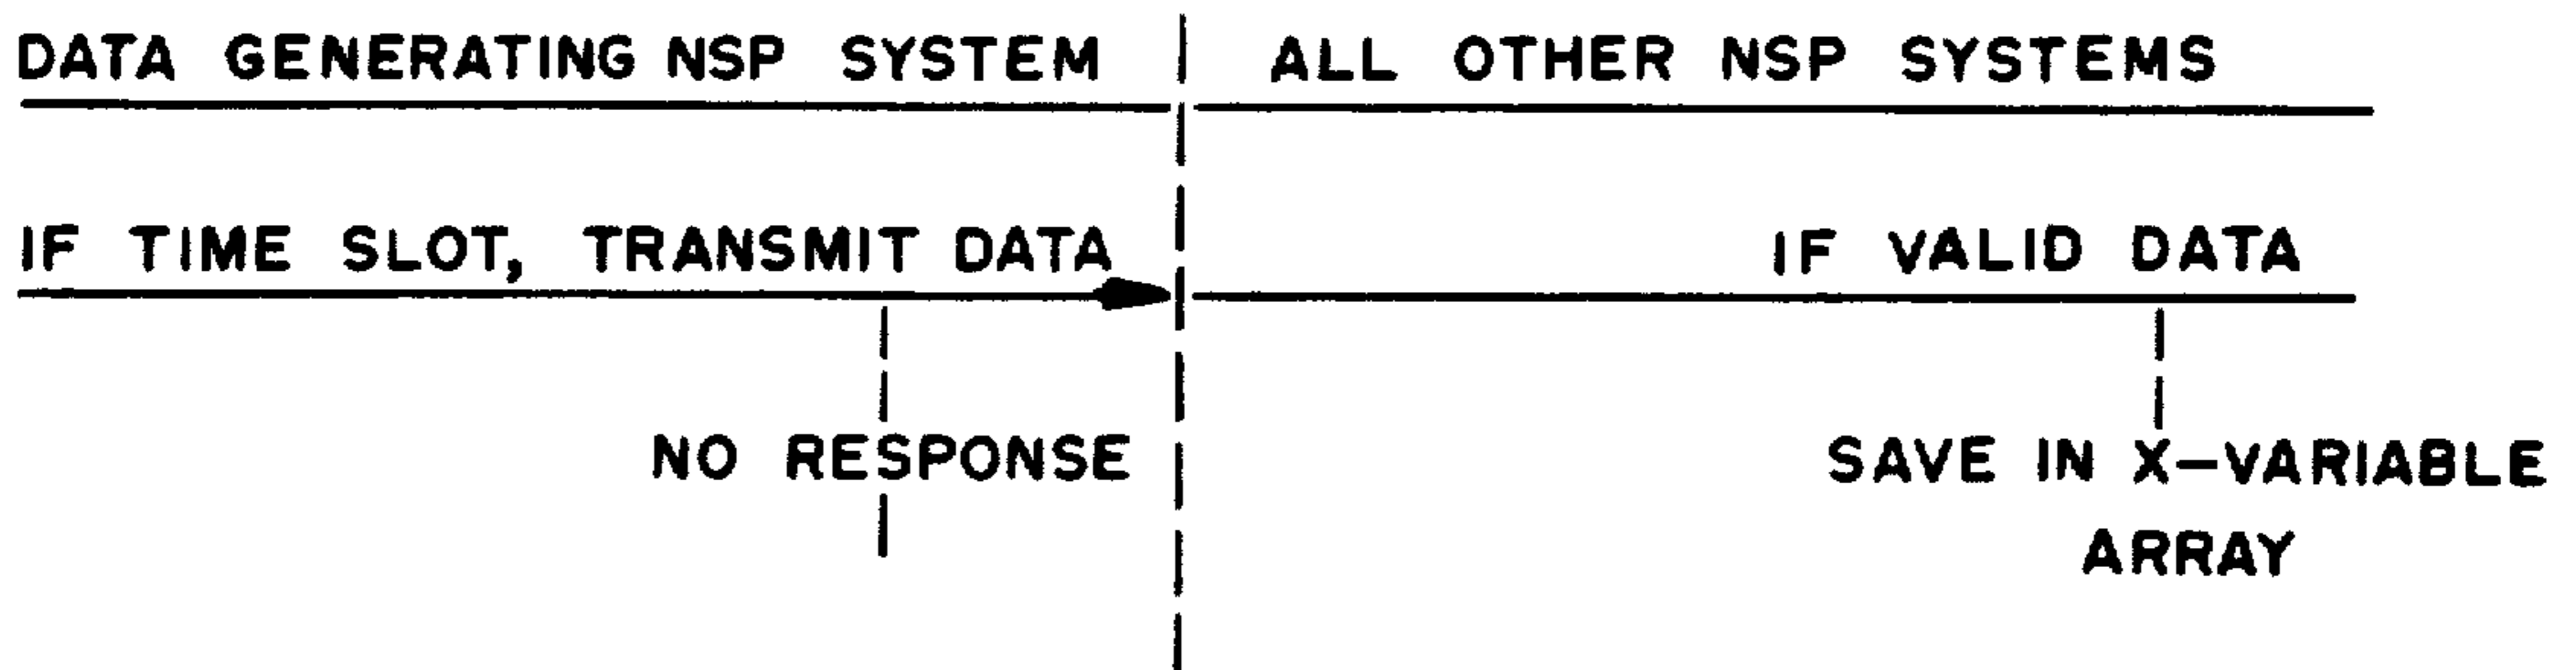 DATA GENERATING NSP SYSTEM
ALL OTHER NSP SYSTEMS
IF TIME SLOT, TRANSMIT DATA
IF VALID DATA
NO RESPONSE
SAVE IN X-VARIABLE
ARRAY